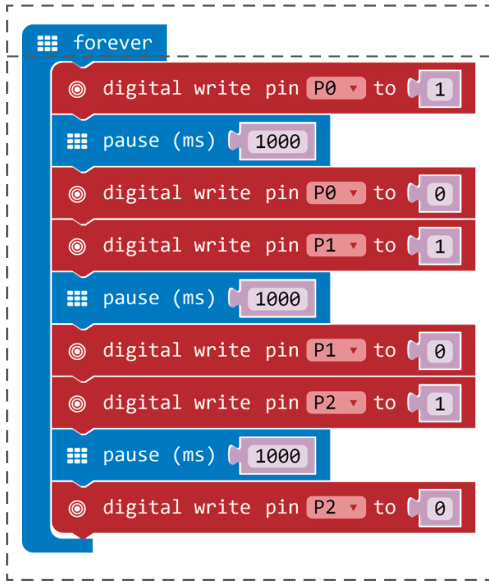 forever
digital write pin P0 to 1
pause (ms) 1000
digital write pin P0 to 0
digital write pin P1 to 1
pause (ms) 1000
digital write pin P1 to 0
digital write pin P2 to 1
pause (ms) 1000
digital write pin P2 to 0